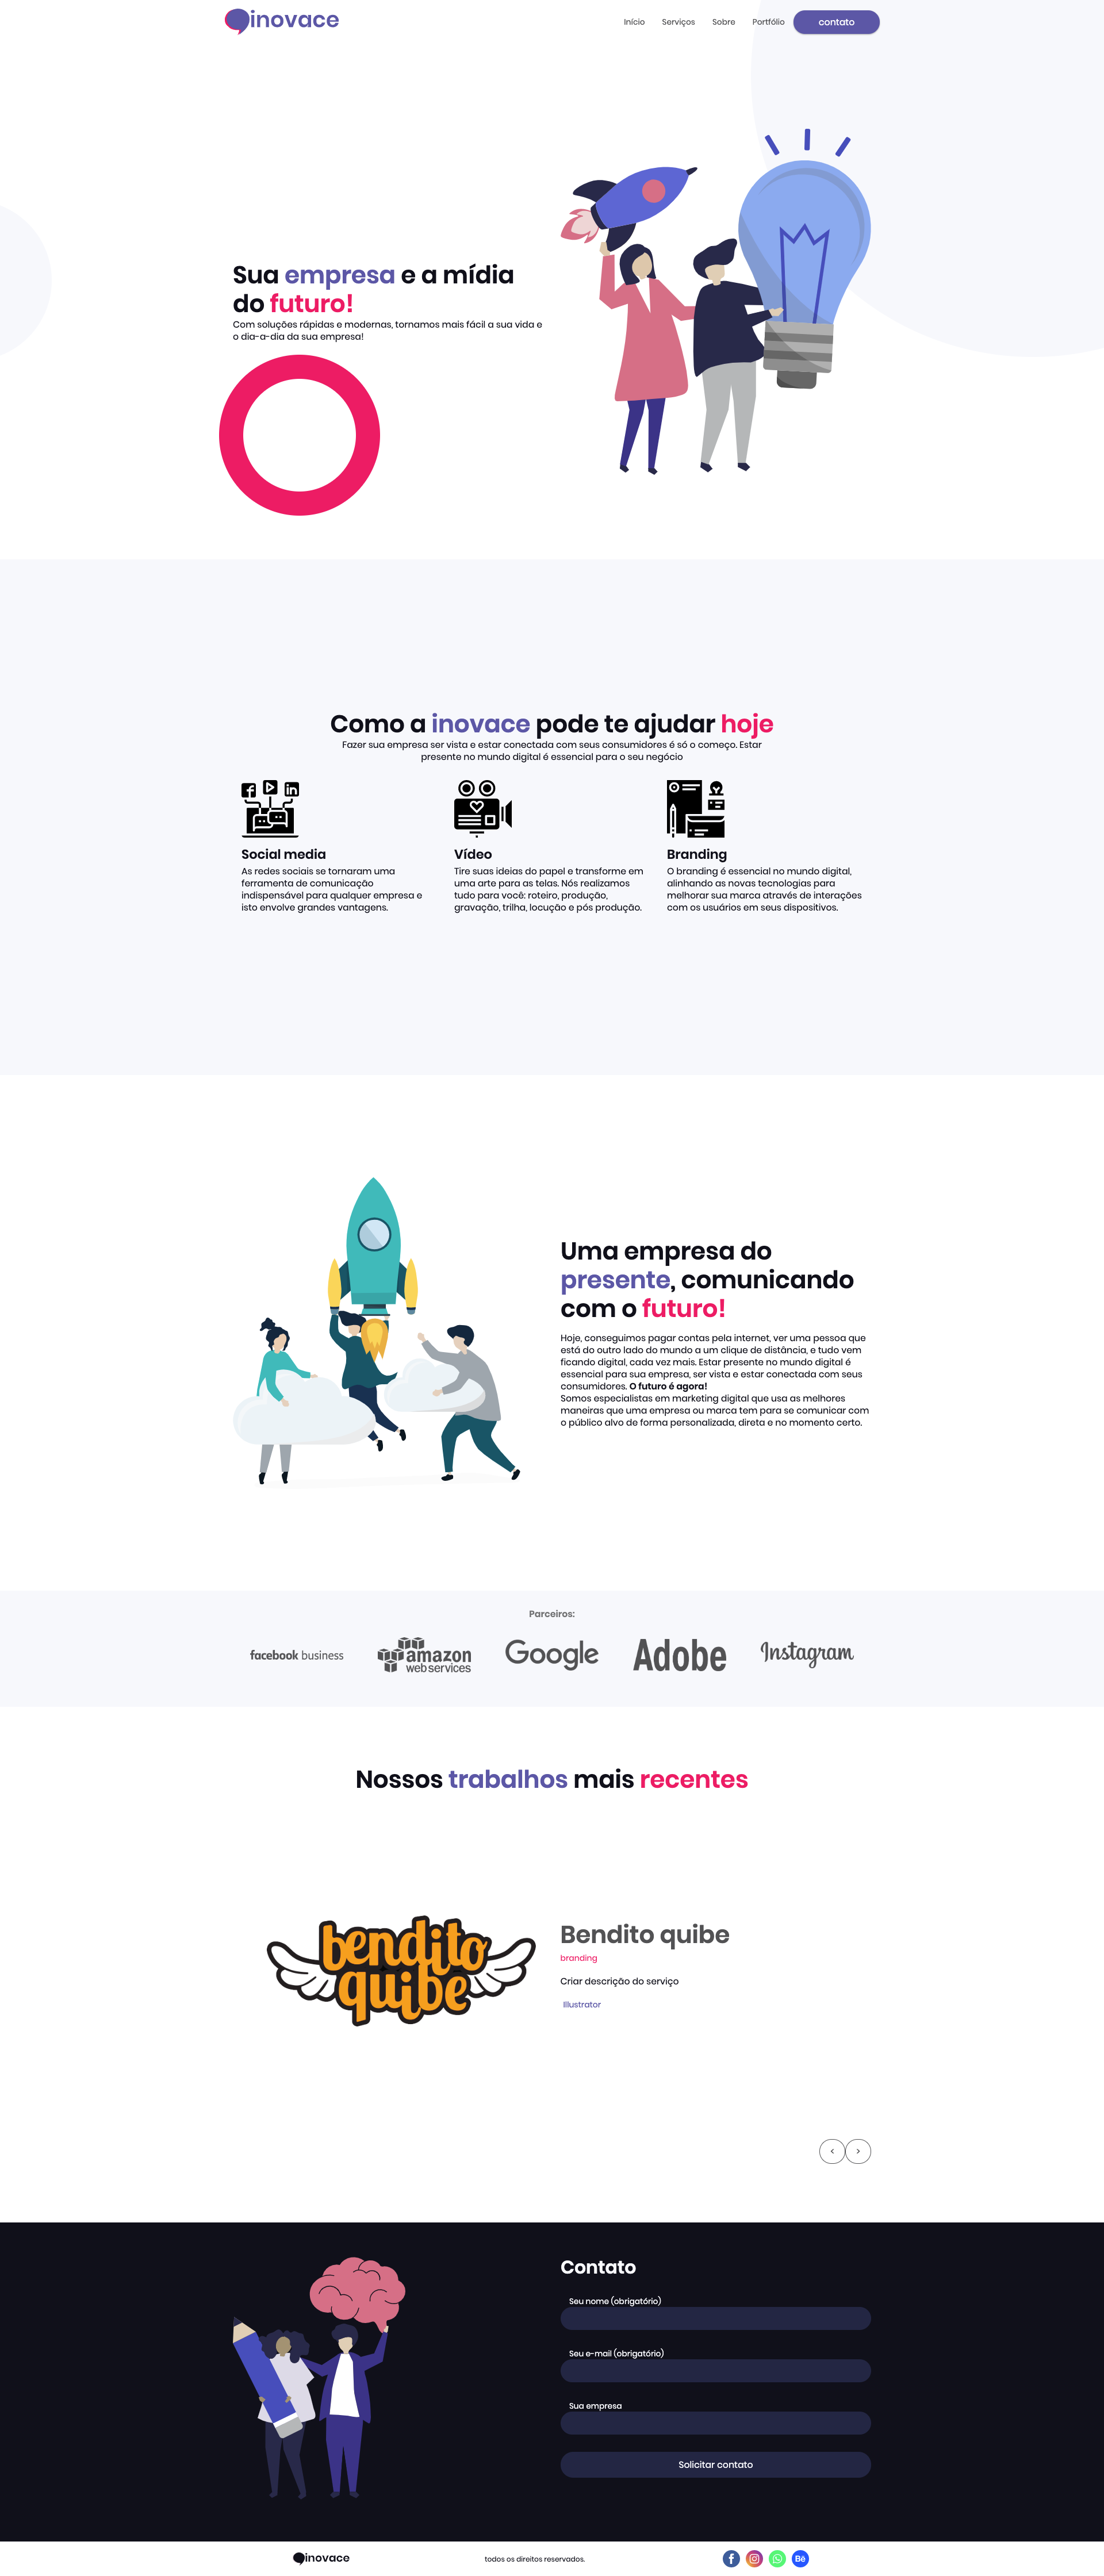 inovace
Início Serviços Sobre Portfólio contato
Sua empresa e a mídia
do futuro!
Com soluções rápidas e modernas, tornamos mais fácil a sua vida e
o dia-a-dia da sua empresa!
Como a inovace pode te ajudar hoje
Fazer sua empresa ser vista e estar conectada com seus consumidores é só o começo. Estar
presente no mundo digital é essencial para o seu negócio
Social media
As redes sociais se tornaram uma
ferramenta de comunicação
indispensável para qualquer empresa e
isto envolve grandes vantagens.
Vídeo
Tire suas ideias do papel e transforme em
uma arte para as telas. Nós realizamos
tudo para você: roteiro, produção,
gravação, trilha, locução e pós produção.
Branding
O branding é essencial no mundo digital,
alinhando as novas tecnologias para
melhorar sua marca através de interações
com os usuários em seus dispositivos.
Uma empresa do
presente, comunicando
com o futuro!
Hoje, conseguimos pagar contas pela internet, ver uma pessoa que
está do outro lado do mundo a um clique de distância, e tudo vem
ficando digital, cada vez mais. Estar presente no mundo digital é
essencial para sua empresa, ser vista e estar conectada com seus
consumidores. O futuro é agora!
Somos especialistas em marketing digital que usa as melhores
maneiras que uma empresa ou marca tem para se comunicar com
o público alvo de forma personalizada, direta e no momento certo.
Parceiros:
facebook business
amazon
webservices
Google
Adobe
Instagram
Nossos trabalhos mais recentes
bendito
quibe
Bendito quibe
branding
Criar descrição do serviço
Illustrator
‹ ›
Contato
Seu nome (obrigatório)
Seu e-mail (obrigatório)
Sua empresa
Solicitar contato
inovace
todos os direitos reservados.
Bē